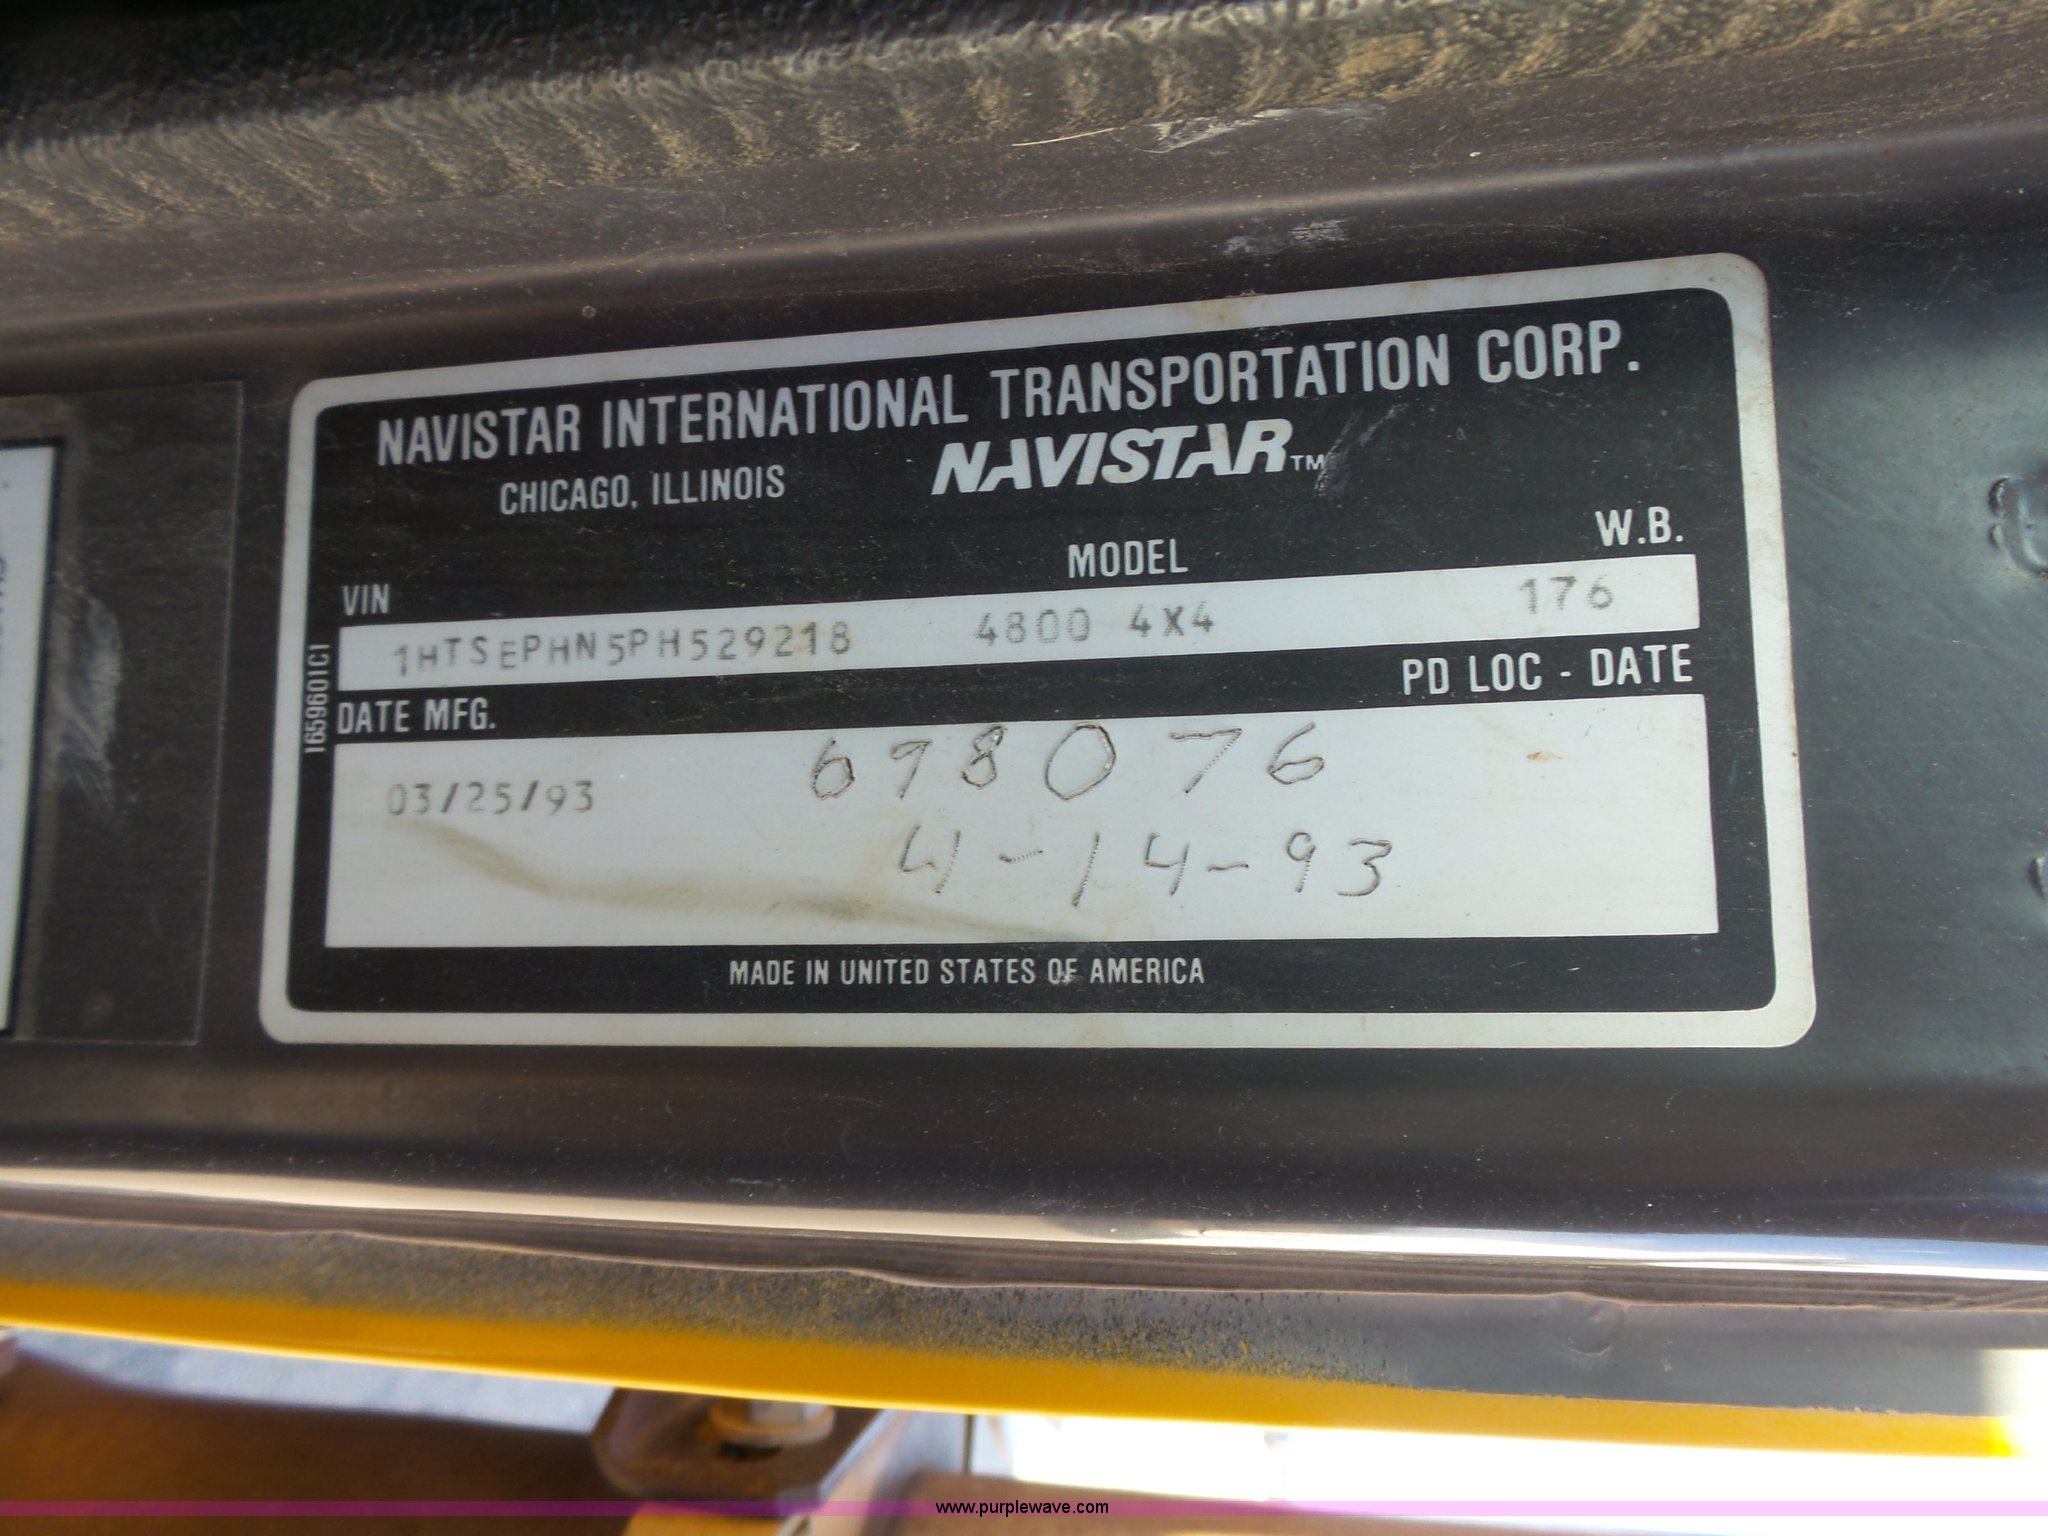 NAVISTAR INTERNATIONAL TRANSPORTATION CORP.
CHICAGO, ILLINOIS NAVISTAR™
VIN MODEL W.B.
1HTSEPHN5PH529218 4800 4X4 176
DATE MFG. PD LOC - DATE
698076
03/25/93
4-14-93
MADE IN UNITED STATES OF AMERICA
1659601C1
www.purplewave.com